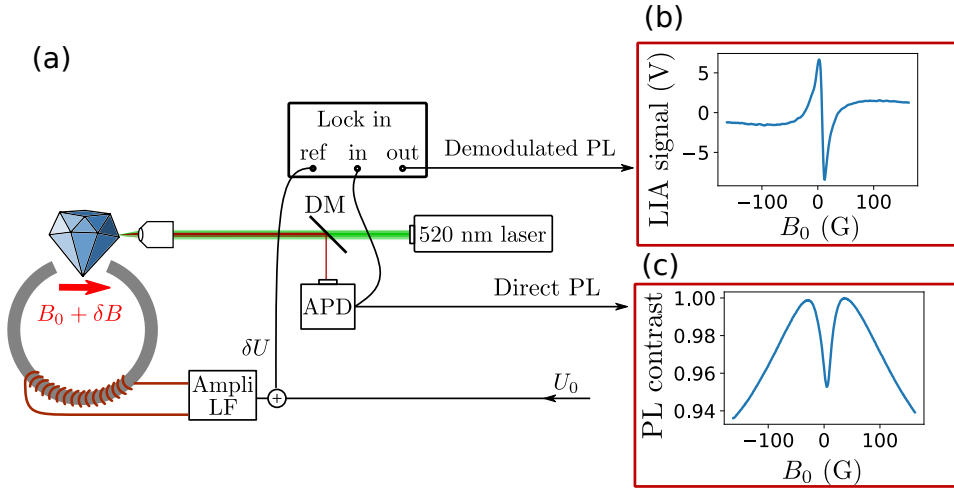 (a)
Lock in
ref in out
Demodulated PL
DM
520 nm laser
APD
Direct PL
B₀ + δB
δU
Ampli
LF
+
U₀
(b)
LIA signal (V)
5
0
−5
−100 0 100
B₀ (G)
(c)
PL contrast
1.00
0.98
0.96
0.94
−100 0 100
B₀ (G)